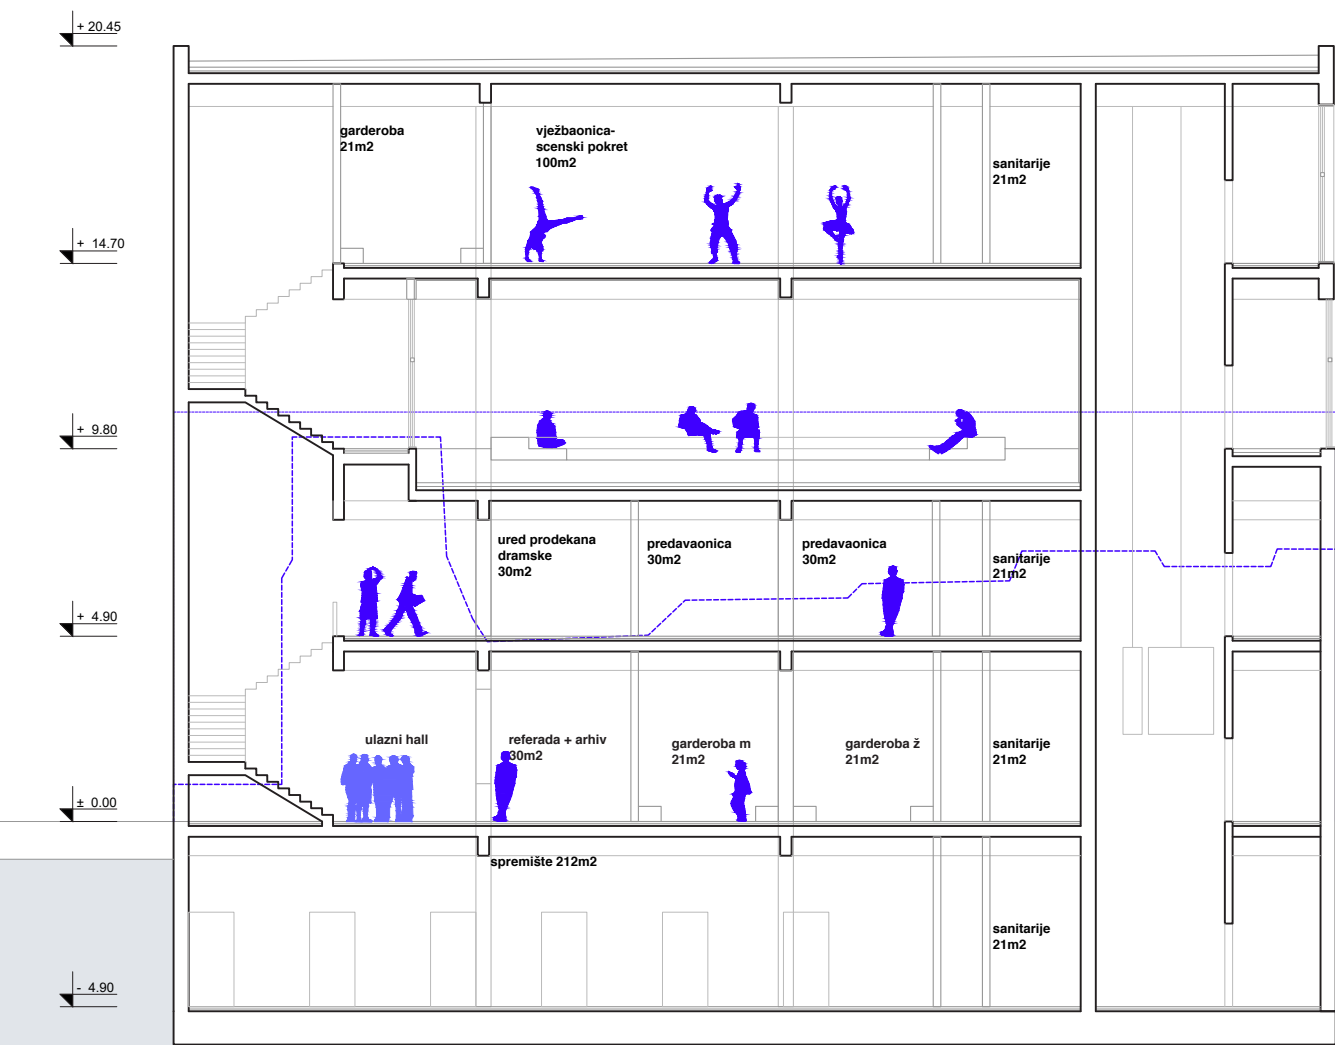 + 20.45
garderoba
21m2
vježbaonica-
scenski pokret
100m2
sanitarije
21m2
+ 14.70
+ 9.80
ured prodekana
dramske
30m2
predavaonica
30m2
predavaonica
30m2
sanitarije
21m2
+ 4.90
ulazni hall
referada + arhiv
30m2
garderoba m
21m2
garderoba ž
21m2
sanitarije
21m2
± 0.00
spremište 212m2
sanitarije
21m2
- 4.90